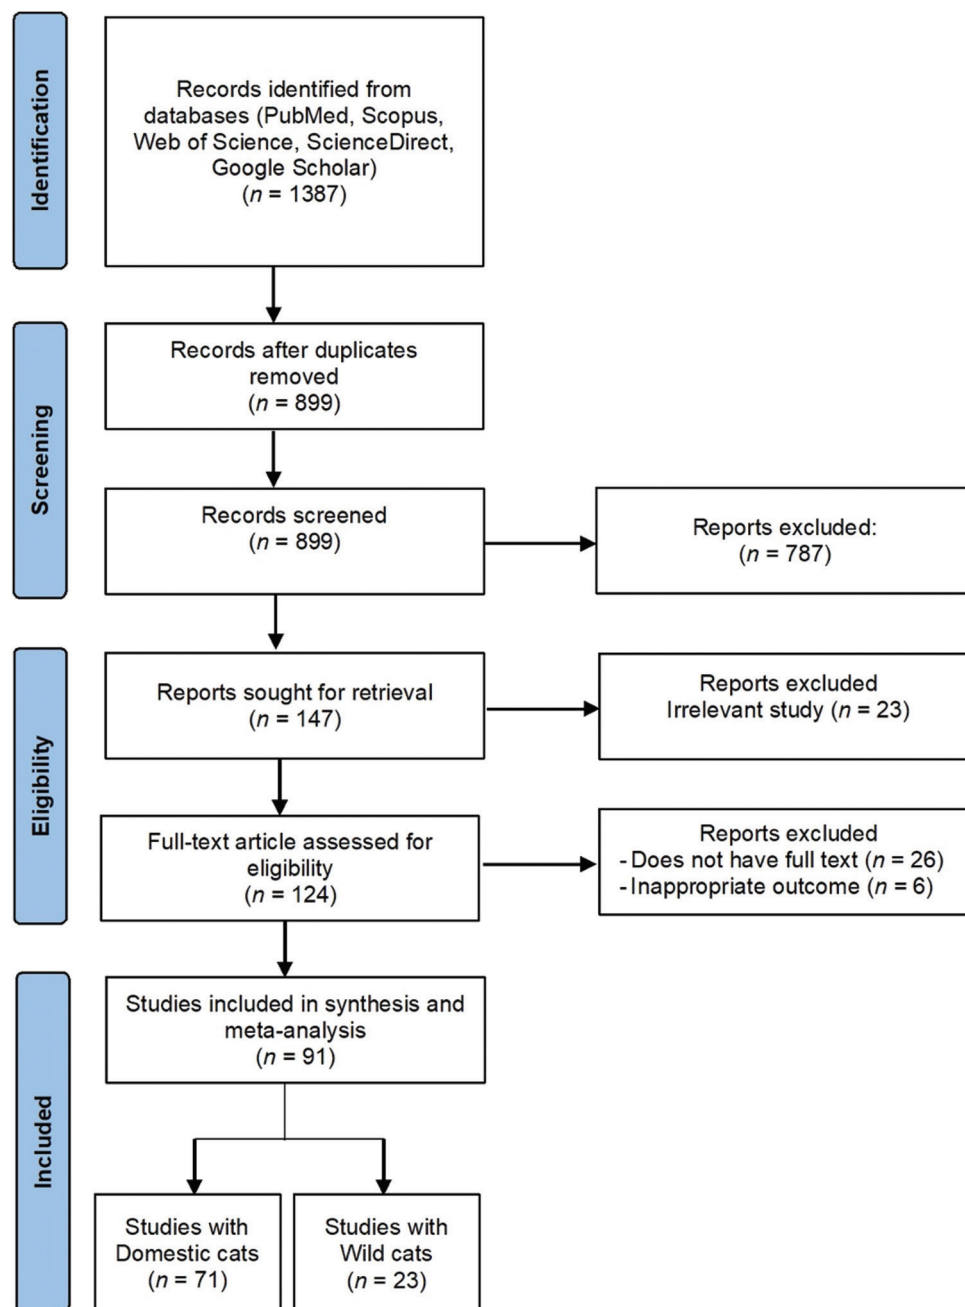 Identification
Records identified from
databases (PubMed, Scopus,
Web of Science, ScienceDirect,
Google Scholar)
(n = 1387)
Screening
Records after duplicates
removed
(n = 899)
Records screened
(n = 899)
Reports excluded:
(n = 787)
Eligibility
Reports sought for retrieval
(n = 147)
Reports excluded
Irrelevant study (n = 23)
Full-text article assessed for
eligibility
(n = 124)
Reports excluded
- Does not have full text (n = 26)
- Inappropriate outcome (n = 6)
Included
Studies included in synthesis and
meta-analysis
(n = 91)
Studies with
Domestic cats
(n = 71)
Studies with
Wild cats
(n = 23)